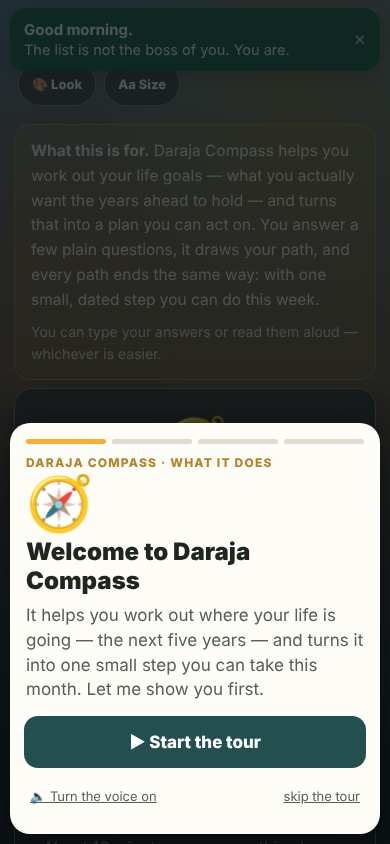 Good morning.
The list is not the boss of you. You are.
×
🎨 Look
Aa Size
What this is for. Daraja Compass helps you
work out your life goals — what you actually
want the years ahead to hold — and turns
that into a plan you can act on. You answer a
few plain questions, it draws your path, and
every path ends the same way: with one
small, dated step you can do this week.
You can type your answers or read them aloud —
whichever is easier.
DARAJA COMPASS · WHAT IT DOES
Welcome to Daraja
Compass
It helps you work out where your life is
going — the next five years — and turns it
into one small step you can take this
month. Let me show you first.
▶ Start the tour
🔈 Turn the voice on
skip the tour